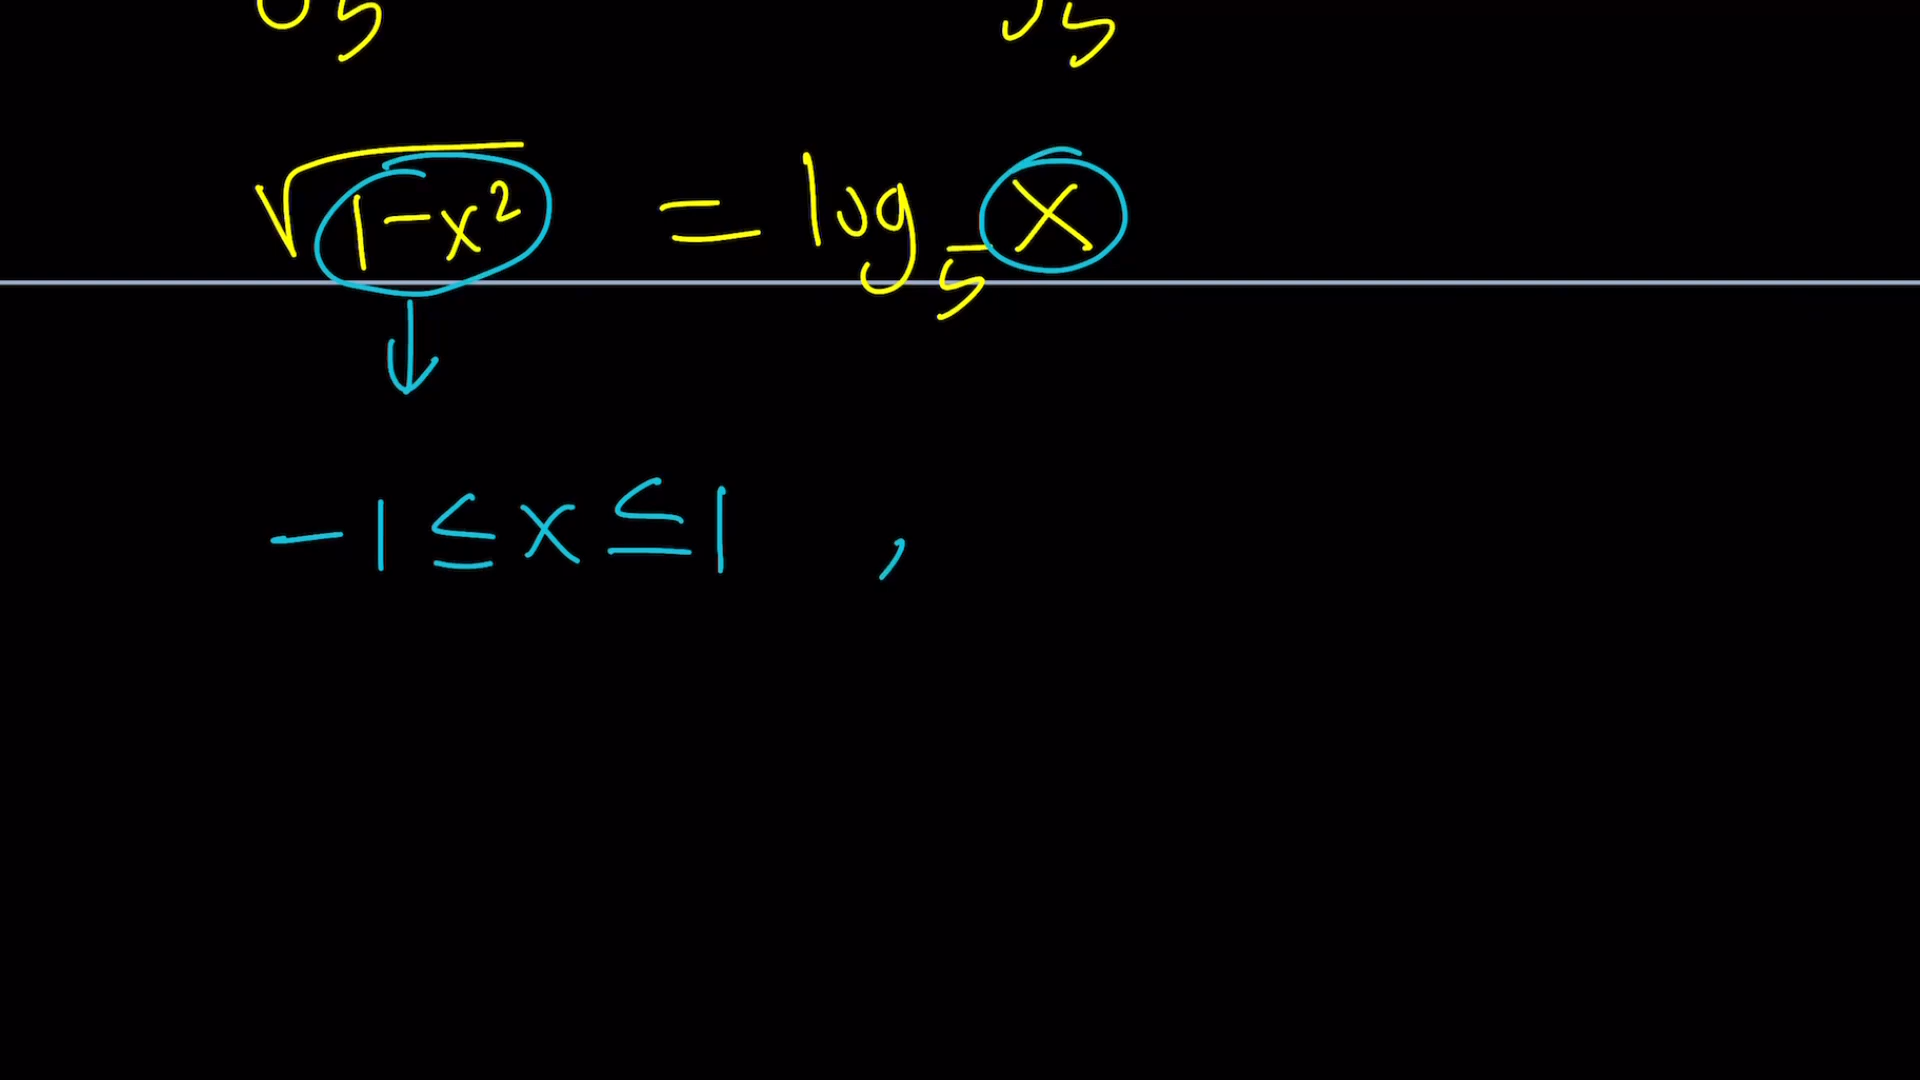 √(1-x²) = log₅ x
-1 ≤ x ≤ 1 ,